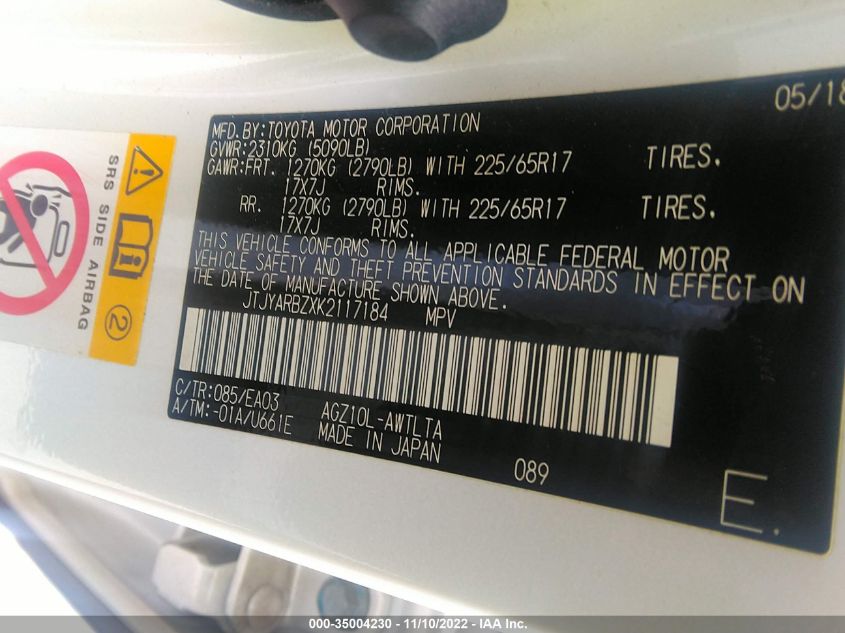 05/18
MFD.BY:TOYOTA MOTOR CORPORATION
GVWR:2310KG (5090LB)
GAWR:FRT. 1270KG (2790LB) WITH 225/65R17 TIRES.
17X7J RIMS.
RR. 1270KG (2790LB) WITH 225/65R17 TIRES.
17X7J RIMS.
THIS VEHICLE CONFORMS TO ALL APPLICABLE FEDERAL MOTOR
VEHICLE SAFETY AND THEFT PREVENTION STANDARDS IN EFFECT ON
THE DATE OF MANUFACTURE SHOWN ABOVE.
JTJYARBZXK2117184 MPV
C/TR:085/EA03
A/TM:-01A/U661E
AGZ10L-AWTLTA
MADE IN JAPAN
089
E.
SRS SIDE AIRBAG
2
000-35004230 - 11/10/2022 - IAA Inc.